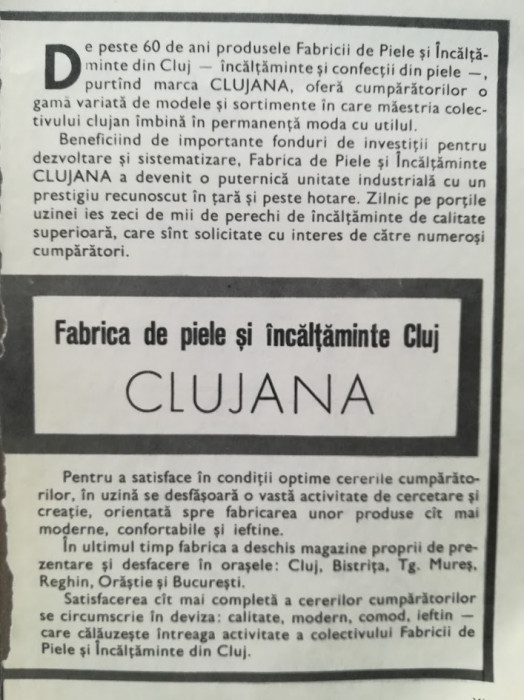 De peste 60 de ani produsele Fabricii de Piele și Încălță-
minte din Cluj — încălțăminte și confecții din piele —,
purtînd marca CLUJANA, oferă cumpărătorilor o
gamă variată de modele și sortimente în care măestria colec-
tivului clujan îmbină în permanență moda cu utilul.
Beneficiind de importante fonduri de investiții pentru
dezvoltare și sistematizare, Fabrica de Piele și Încălțăminte
CLUJANA a devenit o puternică unitate industrială cu un
prestigiu recunoscut în țară și peste hotare. Zilnic pe porțile
uzinei ies zeci de mii de perechi de încălțăminte de calitate
superioară, care sînt solicitate cu interes de către numeroși
cumpărători.
Fabrica de piele și încălțăminte Cluj
CLUJANA
Pentru a satisface în condiții optime cererile cumpărăto-
rilor, în uzină se desfășoară o vastă activitate de cercetare și
creație, orientată spre fabricarea unor produse cît mai
moderne, confortabile și ieftine.
În ultimul timp fabrica a deschis magazine proprii de pre-
zentare și desfacere în orașele: Cluj, Bistrița, Tg. Mureș,
Reghin, Orăștie și București.
Satisfacerea cît mai completă a cererilor cumpărătorilor
se circumscrie în deviza: calitate, modern, comod, ieftin —
care călăuzește întreaga activitate a colectivului Fabricii de
Piele și Încălțăminte din Cluj.